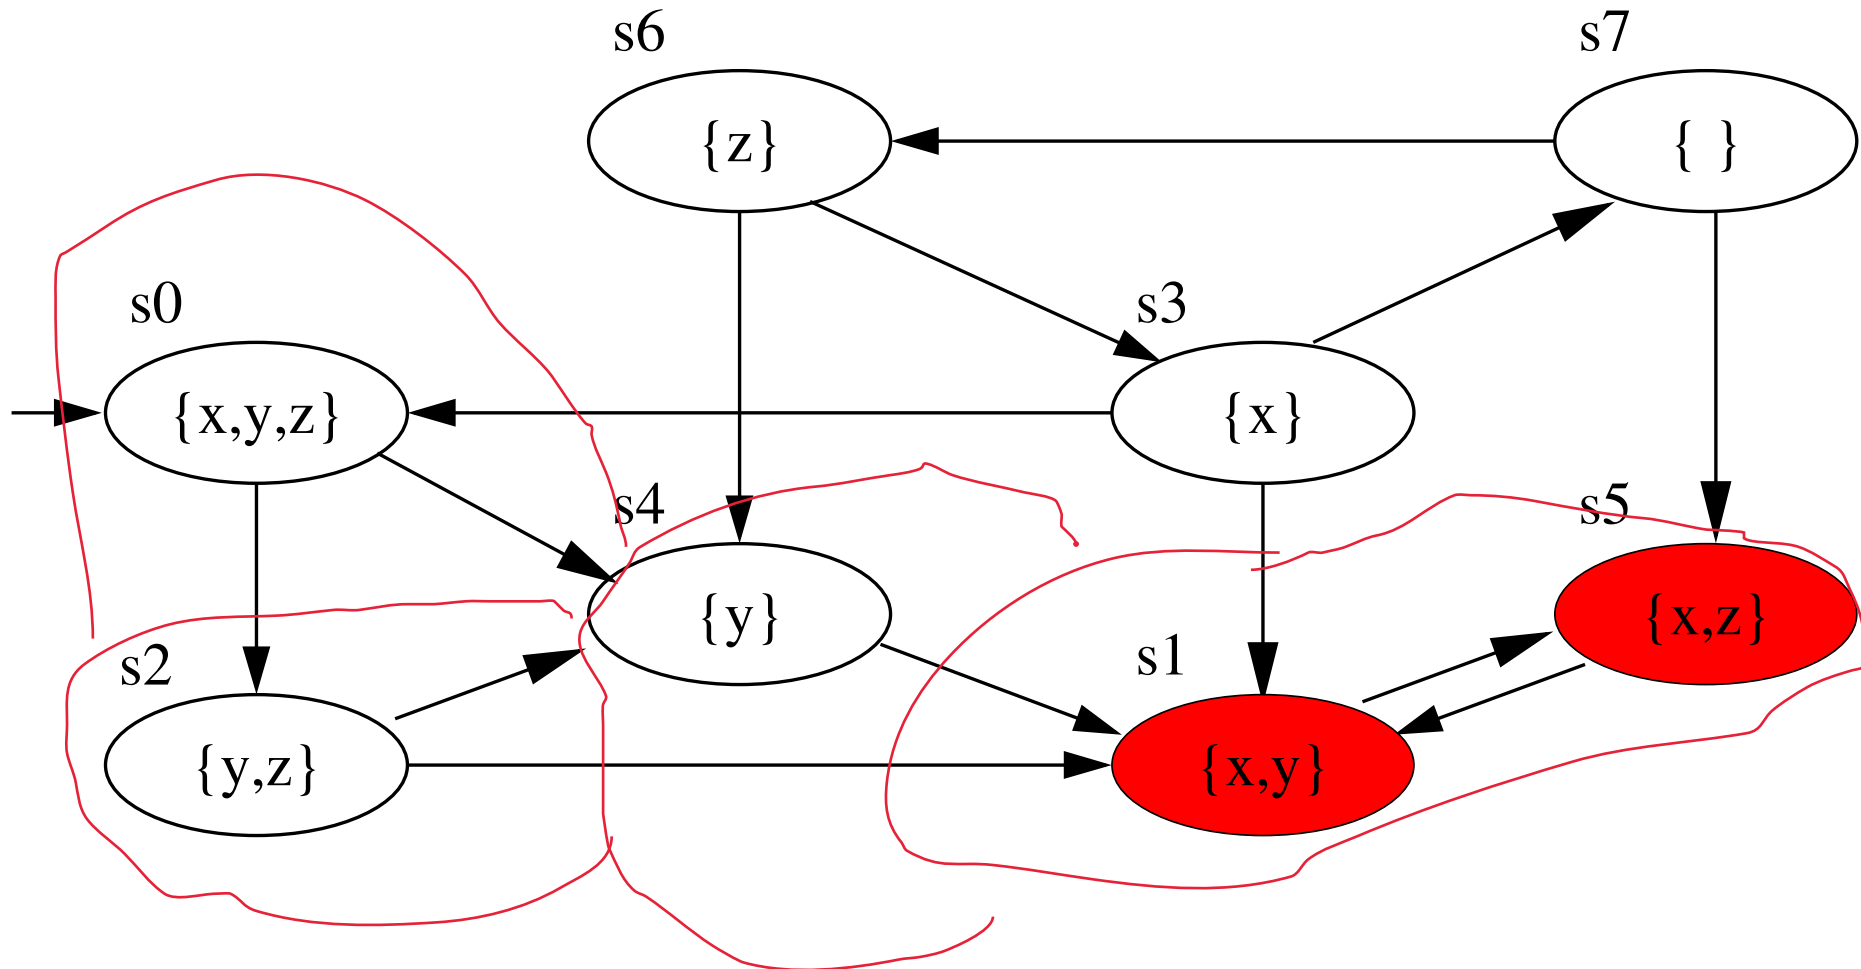 s6
s7
{z}
{ }
s0
s3
{x,y,z}
{x}
s4
s5
{y}
{x,z}
s2
s1
{y,z}
{x,y}